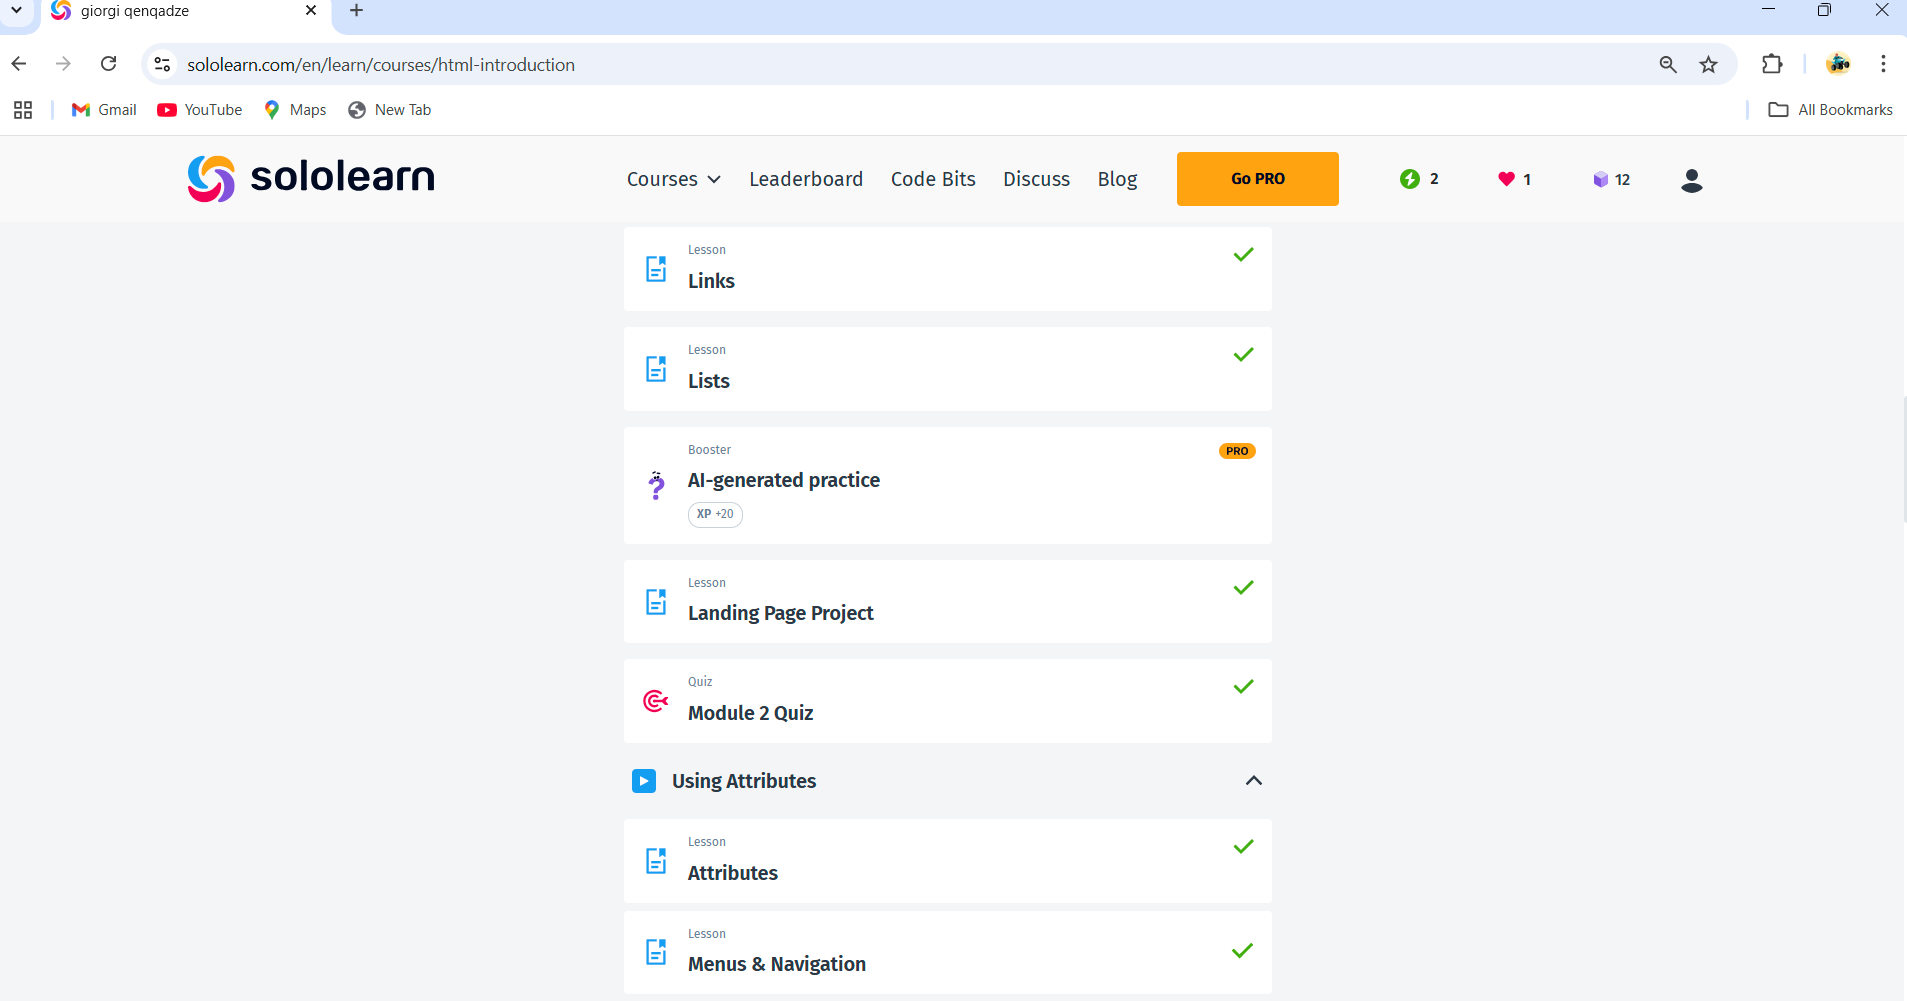 giorgi qenqadze
sololearn.com/en/learn/courses/html-introduction
Gmail YouTube Maps New Tab All Bookmarks
sololearn Courses Leaderboard Code Bits Discuss Blog Go PRO 2 1 12
Lesson
Links
Lesson
Lists
Booster PRO
AI-generated practice
XP +20
Lesson
Landing Page Project
Quiz
Module 2 Quiz
Using Attributes
Lesson
Attributes
Lesson
Menus & Navigation